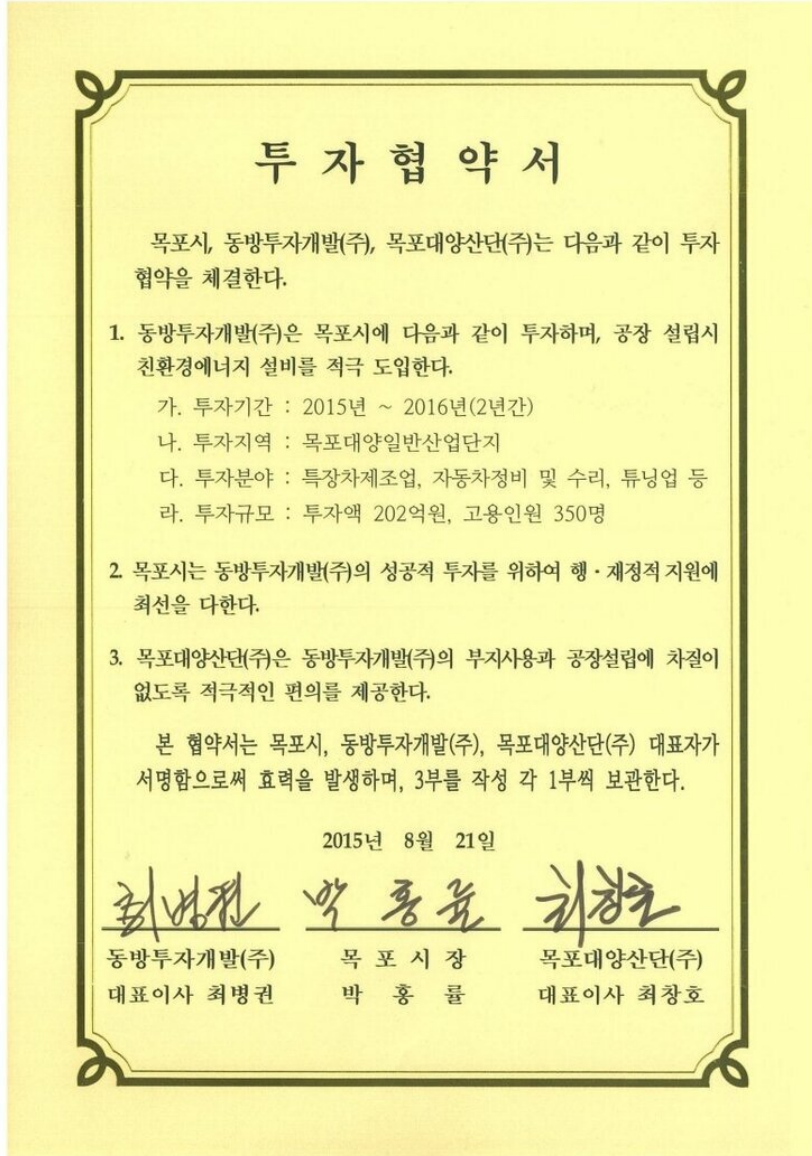 투자협약서
목포시, 동방투자개발(주), 목포대양산단(주)는 다음과 같이 투자
협약을 체결한다.
1. 동방투자개발(주)은 목포시에 다음과 같이 투자하며, 공장 설립시
친환경에너지 설비를 적극 도입한다.
가. 투자기간 : 2015년 ~ 2016년(2년간)
나. 투자지역 : 목포대양일반산업단지
다. 투자분야 : 특장차제조업, 자동차정비 및 수리, 튜닝업 등
라. 투자규모 : 투자액 202억원, 고용인원 350명
2. 목포시는 동방투자개발(주)의 성공적 투자를 위하여 행·재정적 지원에
최선을 다한다.
3. 목포대양산단(주)은 동방투자개발(주)의 부지사용과 공장설립에 차질이
없도록 적극적인 편의를 제공한다.
본 협약서는 목포시, 동방투자개발(주), 목포대양산단(주) 대표자가
서명함으로써 효력을 발생하며, 3부를 작성 각 1부씩 보관한다.
2015년 8월 21일
최병권 박홍률 최창호
동방투자개발(주) 목포시장 목포대양산단(주)
대표이사 최병권 박홍률 대표이사 최창호